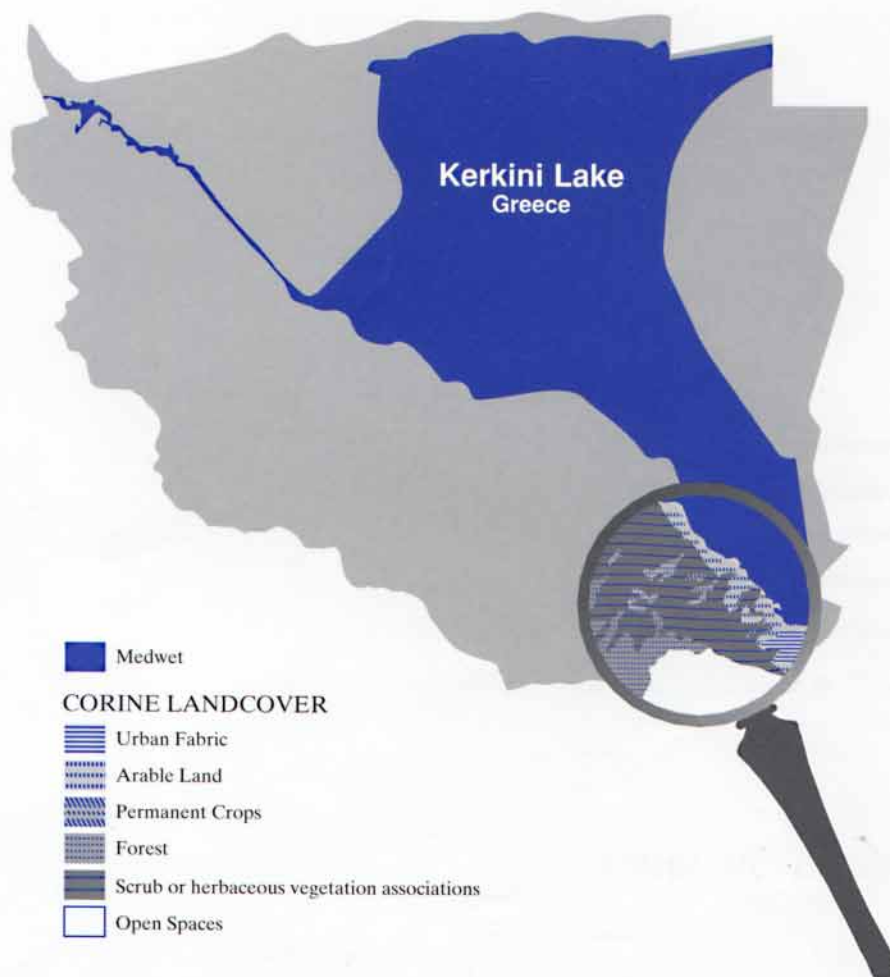 Kerkini Lake
Greece
Medwet
CORINE LANDCOVER
Urban Fabric
Arable Land
Permanent Crops
Forest
Scrub or herbaceous vegetation associations
Open Spaces